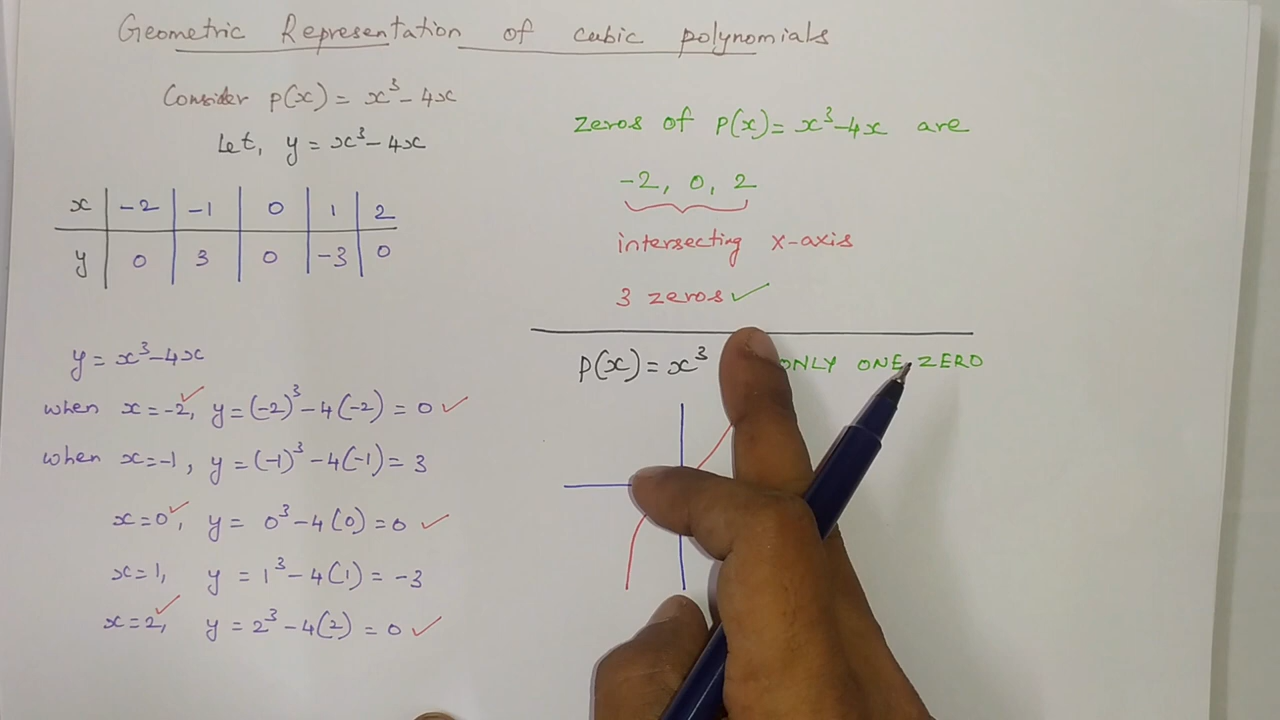 Geometric Representation of cubic polynomials
Consider p(x) = x³ - 4x
Let, y = x³ - 4x
x | -2 | -1 | 0 | 1 | 2
y | 0 | 3 | 0 | -3 | 0
y = x³ - 4x
when x = -2, y = (-2)³ - 4(-2) = 0 ✓
when x = -1, y = (-1)³ - 4(-1) = 3
x = 0, y = 0³ - 4(0) = 0 ✓
x = 1, y = 1³ - 4(1) = -3
x = 2, y = 2³ - 4(2) = 0 ✓
zeros of P(x) = x³ - 4x are
-2, 0, 2
intersecting x-axis
3 zeros ✓
P(x) = x³ ONLY ONE ZERO